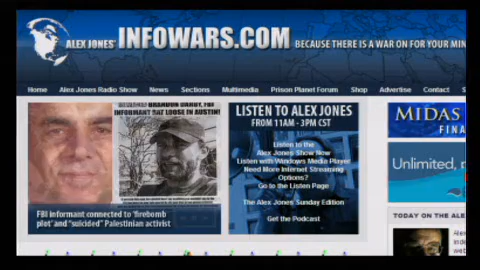 ALEX JONES' INFOWARS.COM BECAUSE THERE IS A WAR ON FOR YOUR MIN
Home Alex Jones Radio Show News Sections Multimedia Prison Planet Forum Shop Advertise Contact S
BRANDON DARBY, FBI
INFORMANT RAT LOOSE IN AUSTIN!
FBI informant connected to 'firebomb
plot' and "suicided" Palestinian activist
LISTEN TO ALEX JONES
FROM 11AM - 3PM CST
Listen to the
Alex Jones Show Now
Listen with Windows Media Player
Need More Internet Streaming
Options?
Go to the Listen Page
The Alex Jones Sunday Edition
Get the Podcast
MIDAS
FINA
Unlimited,
TODAY ON THE ALE
Alex